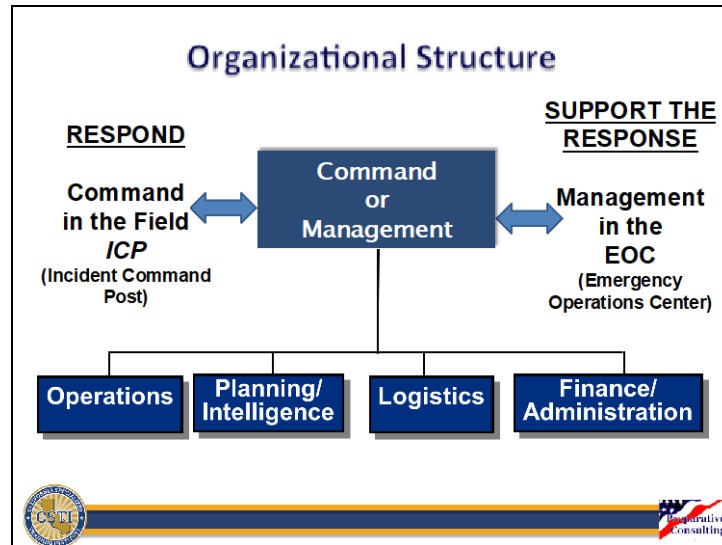 Organizational Structure
RESPOND
Command
in the Field
ICP
(Incident Command
Post)
Command
or
Management
SUPPORT THE
RESPONSE
Management
in the
EOC
(Emergency
Operations Center)
Operations
Planning/
Intelligence
Logistics
Finance/
Administration
CSTI
Preparative
Consulting